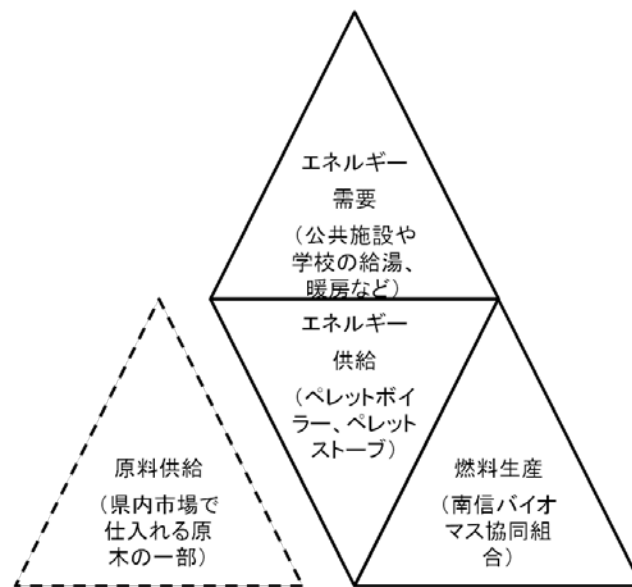 エネルギー
需要
（公共施設や
学校の給湯、
暖房など）
エネルギー
供給
（ペレットボイ
ラー、ペレット
ストーブ）
原料供給
（県内市場で
仕入れる原
木の一部）
燃料生産
（南信バイオ
マス協同組
合）